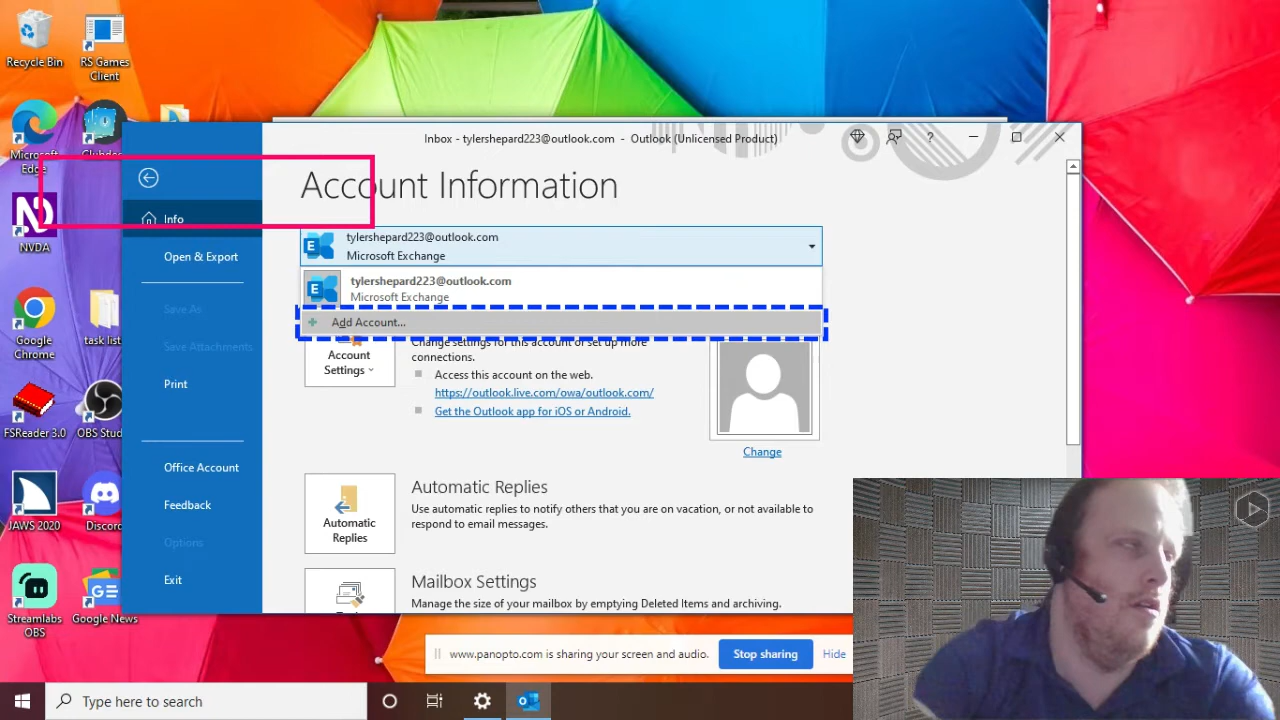 Recycle Bin
RS Games
Client
Microsoft
Edge
NVDA
Google
Chrome
task list
FSReader 3.0
OBS Stud
JAWS 2020
Discord
Streamlabs
OBS
Google News
Inbox - tylershepard223@outlook.com - Outlook (Unlicensed Product)
?
Info
Open & Export
Save As
Save Attachments
Print
Office Account
Feedback
Options
Exit
Account Information
E
tylershepard223@outlook.com
Microsoft Exchange
E
tylershepard223@outlook.com
Microsoft Exchange
Add Account...
Account
Settings
Change settings for this account or set up more
connections.
Access this account on the web.
https://outlook.live.com/owa/outlook.com/
Get the Outlook app for iOS or Android.
Change
Automatic
Replies
Automatic Replies
Use automatic replies to notify others that you are on vacation, or not available to
respond to email messages.
Mailbox Settings
Manage the size of your mailbox by emptying Deleted Items and archiving.
www.panopto.com is sharing your screen and audio.
Stop sharing
Hide
Type here to search